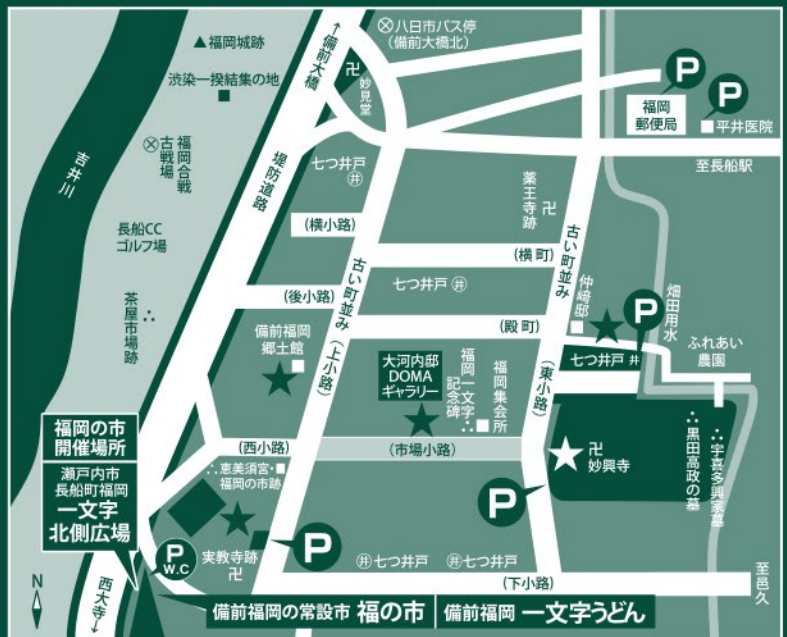 ↑備前大橋
八日市バス停
(備前大橋北)
▲福岡城跡
渋染一揆結集の地
卍妙見堂
P
福岡
郵便局
P
平井医院
至長船駅
福岡合戦
古戦場
吉井川
堤防道路
七つ井戸
井
薬王寺跡
卍
長船CC
ゴルフ場
(横小路)
古い町並み(上小路)
(横町)
古い町並み
(東小路)
七つ井戸 井
仲﨑邸
P
畑田用水
茶屋市場跡
(後小路)
(殿町)
七つ井戸 井
ふれあい
農園
備前福岡
郷土館
大河内邸
DOMA
ギャラリー
福岡一文字
記念碑
福岡集会所
福岡の市
開催場所
瀬戸内市
長船町福岡
一文字
北側広場
(西小路)
(市場小路)
卍
妙興寺
黒田高政の墓
宇喜多興家墓
恵美須宮・
福岡の市跡
P
P
P
W.C
実教寺跡
卍
井七つ井戸
井七つ井戸
(下小路)
至邑久
N
西大寺→
備前福岡の常設市 福の市
備前福岡 一文字うどん